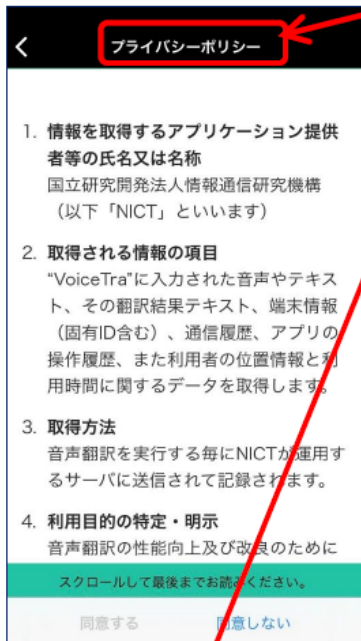 プライバシーポリシー
1. 情報を取得するアプリケーション提供
者等の氏名又は名称
国立研究開発法人情報通信研究機構
（以下「NICT」といいます）
2. 取得される情報の項目
“VoiceTra”に入力された音声やテキス
ト、その翻訳結果テキスト、端末情報
（固有ID含む）、通信履歴、アプリの
操作履歴、また利用者の位置情報と利
用時間に関するデータを取得します。
3. 取得方法
音声翻訳を実行する毎にNICTが運用す
るサーバに送信されて記録されます。
4. 利用目的の特定・明示
音声翻訳の性能向上及び改良のために
スクロールして最後までお読みください。
同意する 同意しない